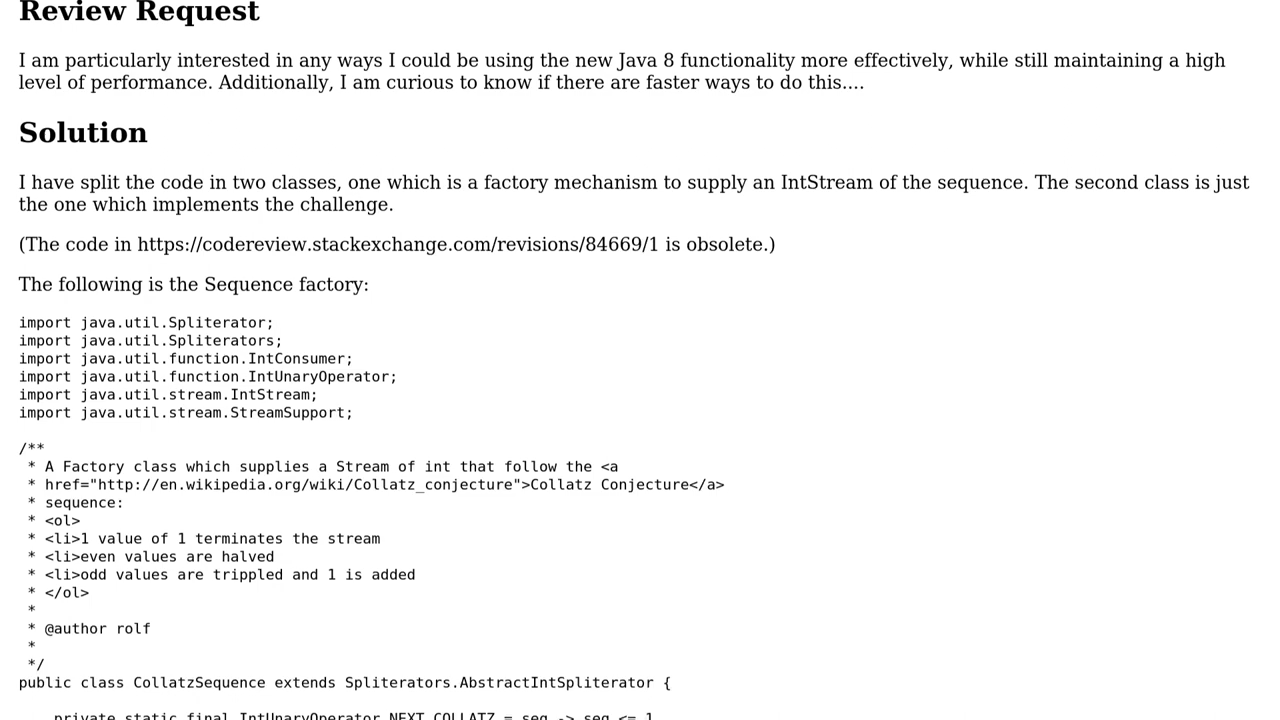 Review Request
I am particularly interested in any ways I could be using the new Java 8 functionality more effectively, while still maintaining a high
level of performance. Additionally, I am curious to know if there are faster ways to do this....
Solution
I have split the code in two classes, one which is a factory mechanism to supply an IntStream of the sequence. The second class is just
the one which implements the challenge.
(The code in https://codereview.stackexchange.com/revisions/84669/1 is obsolete.)
The following is the Sequence factory:
import java.util.Spliterator;
import java.util.Spliterators;
import java.util.function.IntConsumer;
import java.util.function.IntUnaryOperator;
import java.util.stream.IntStream;
import java.util.stream.StreamSupport;
/**
 * A Factory class which supplies a Stream of int that follow the <a
 * href="http://en.wikipedia.org/wiki/Collatz_conjecture">Collatz Conjecture</a>
 * sequence:
 * <ol>
 * <li>1 value of 1 terminates the stream
 * <li>even values are halved
 * <li>odd values are trippled and 1 is added
 * </ol>
 *
 * @author rolf
 *
 */
public class CollatzSequence extends Spliterators.AbstractIntSpliterator {
    private static final IntUnaryOperator NEXT_COLLATZ = seq -> seq <= 1